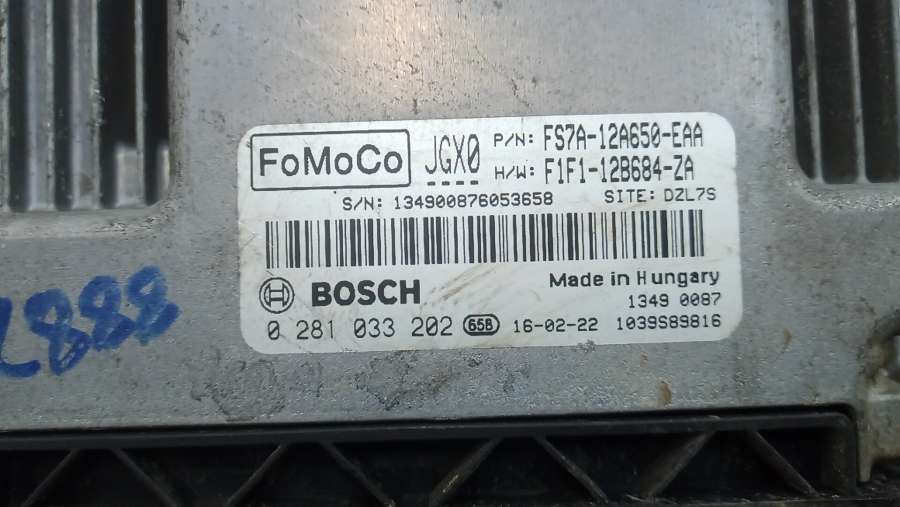 FoMoCo JGX0 P/N: FS7A-12A650-EAA
H/W: F1F1-12B684-ZA
S/N: 134900876053658 SITE: DZL7S
BOSCH Made in Hungary
1349 0087
0 281 033 202 658 16-02-22 1039S89816
888